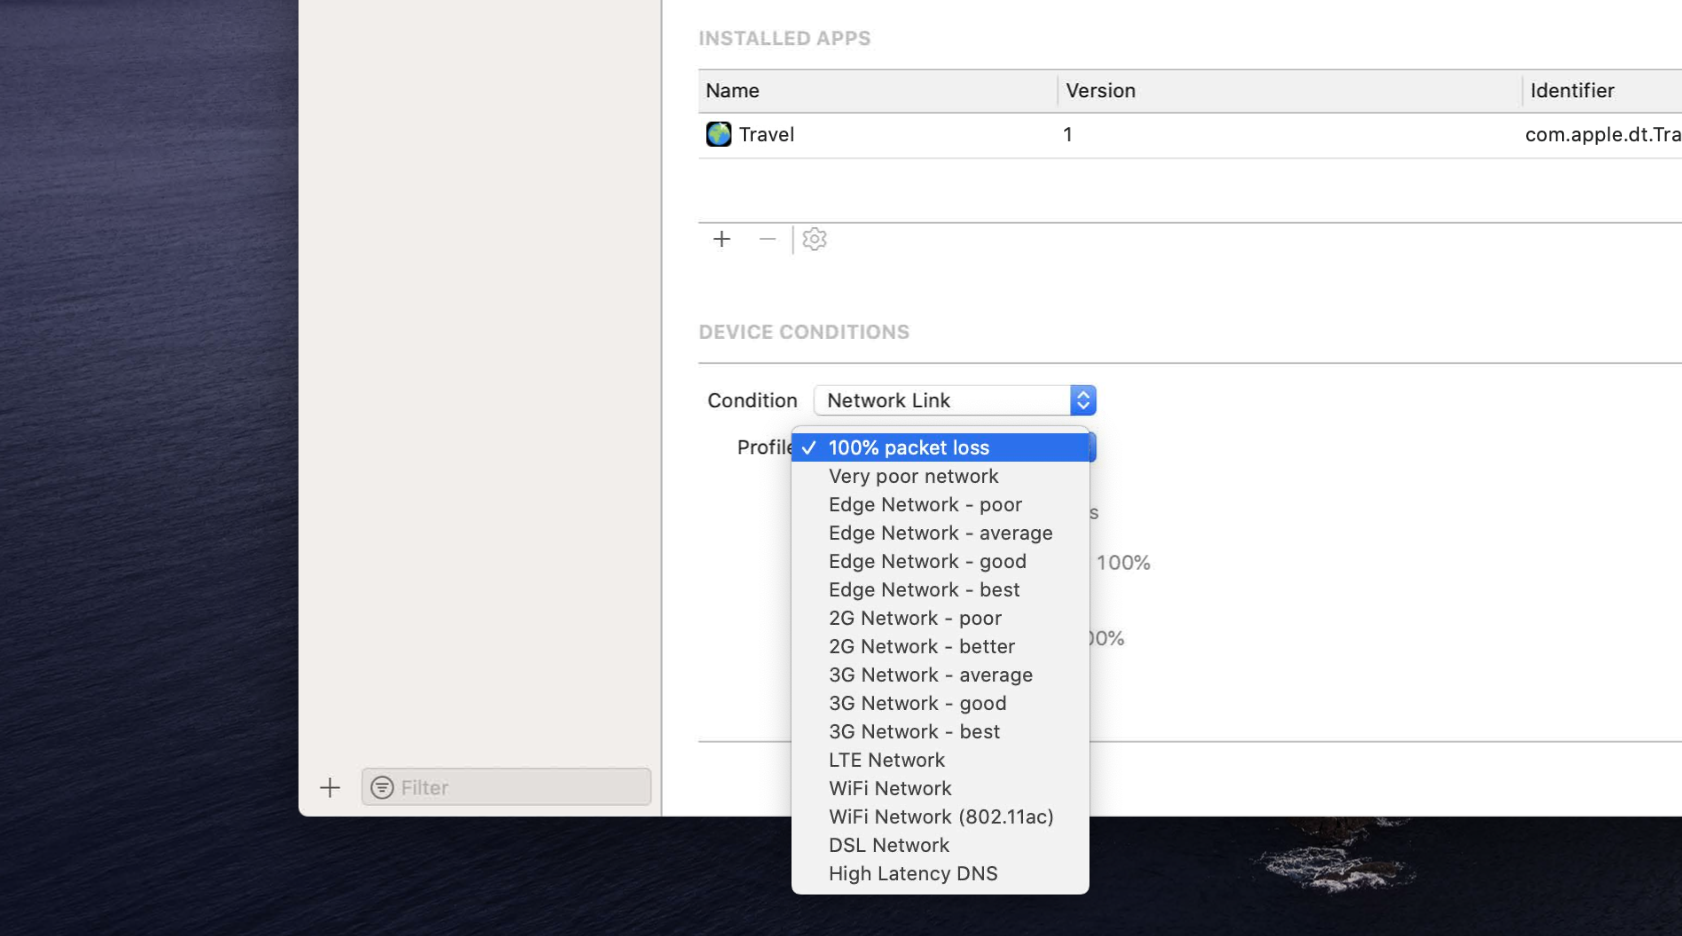 INSTALLED APPS
Name Version Identifier
Travel 1 com.apple.dt.Tra
DEVICE CONDITIONS
Condition Network Link
Profile ✓ 100% packet loss
Very poor network
Edge Network - poor
s
Edge Network - average
Edge Network - good
100%
Edge Network - best
2G Network - poor
2G Network - better
00%
3G Network - average
3G Network - good
3G Network - best
LTE Network
WiFi Network
WiFi Network (802.11ac)
DSL Network
High Latency DNS
Filter